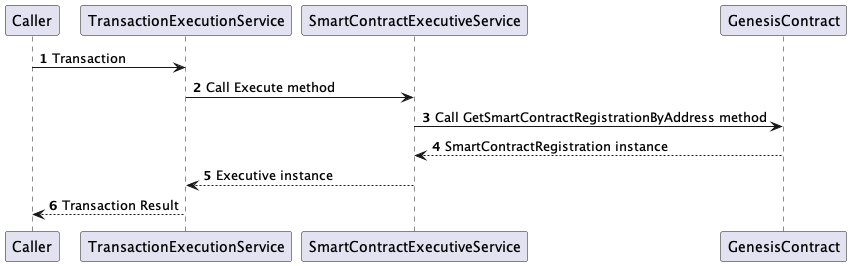 Caller
TransactionExecutionService
SmartContractExecutiveService
GenesisContract
1 Transaction
2 Call Execute method
3 Call GetSmartContractRegistrationByAddress method
4 SmartContractRegistration instance
5 Executive instance
6 Transaction Result
Caller
TransactionExecutionService
SmartContractExecutiveService
GenesisContract